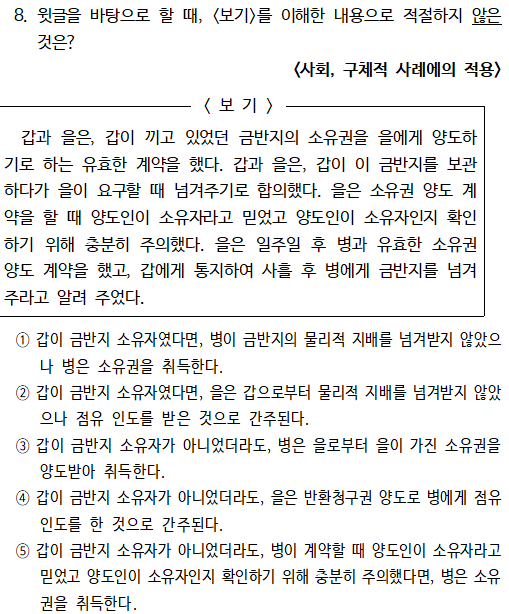 8. 윗글을 바탕으로 할 때, <보기>를 이해한 내용으로 적절하지 않은
것은?
<사회, 구체적 사례에의 적용>
< 보 기 >
갑과 을은, 갑이 끼고 있었던 금반지의 소유권을 을에게 양도하
기로 하는 유효한 계약을 했다. 갑과 을은, 갑이 이 금반지를 보관
하다가 을이 요구할 때 넘겨주기로 합의했다. 을은 소유권 양도 계
약을 할 때 양도인이 소유자라고 믿었고 양도인이 소유자인지 확인
하기 위해 충분히 주의했다. 을은 일주일 후 병과 유효한 소유권
양도 계약을 했고, 갑에게 통지하여 사흘 후 병에게 금반지를 넘겨
주라고 알려 주었다.
① 갑이 금반지 소유자였다면, 병이 금반지의 물리적 지배를 넘겨받지 않았으
나 병은 소유권을 취득한다.
② 갑이 금반지 소유자였다면, 을은 갑으로부터 물리적 지배를 넘겨받지 않았
으나 점유 인도를 받은 것으로 간주된다.
③ 갑이 금반지 소유자가 아니었더라도, 병은 을로부터 을이 가진 소유권을
양도받아 취득한다.
④ 갑이 금반지 소유자가 아니었더라도, 을은 반환청구권 양도로 병에게 점유
인도를 한 것으로 간주된다.
⑤ 갑이 금반지 소유자가 아니었더라도, 병이 계약할 때 양도인이 소유자라고
믿었고 양도인이 소유자인지 확인하기 위해 충분히 주의했다면, 병은 소유
권을 취득한다.